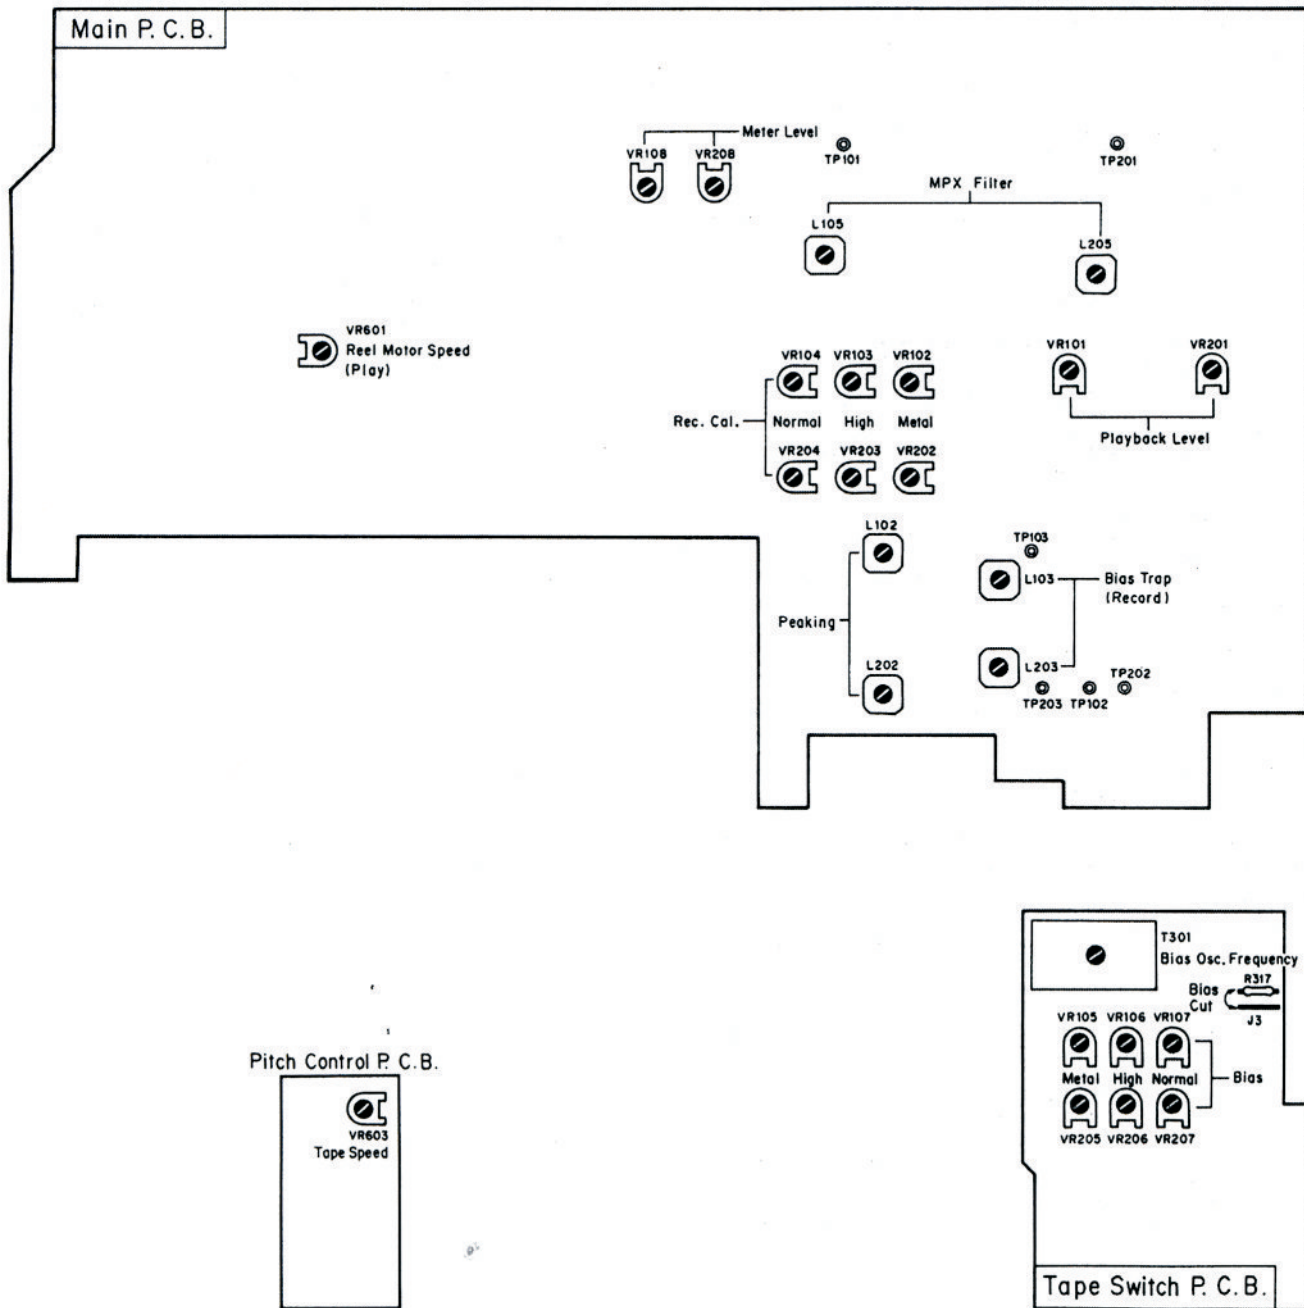 Main P. C. B.
Meter Level
VR108 VR208
TP101
TP201
MPX Filter
L105
L205
VR601
Reel Motor Speed
(Play)
VR104 VR103 VR102
Rec. Cal.
Normal High Metal
VR204 VR203 VR202
VR101 VR201
Playback Level
L102
Peaking
L202
TP103
L103
Bias Trap
(Record)
L203
TP203 TP102 TP202
T301
Bias Osc. Frequency
R317
Bias
Cut
J3
VR105 VR106 VR107
Metal High Normal
Bias
VR205 VR206 VR207
Tape Switch P. C. B.
Pitch Control P. C. B.
VR603
Tape Speed